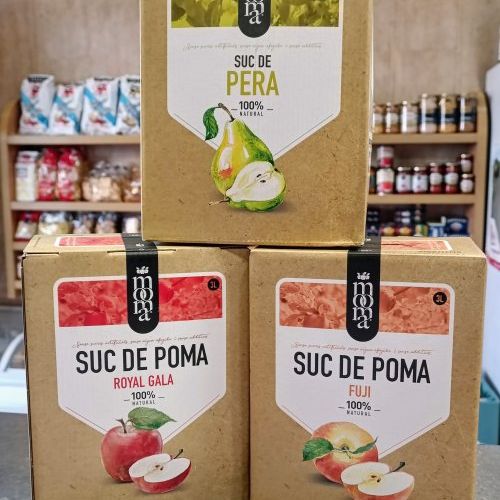 moma
SUC DE
PERA
100%
NATURAL
moma
3L
SUC DE POMA
ROYAL GALA
100%
NATURAL
moma
3L
SUC DE POMA
FUJI
100%
NATURAL